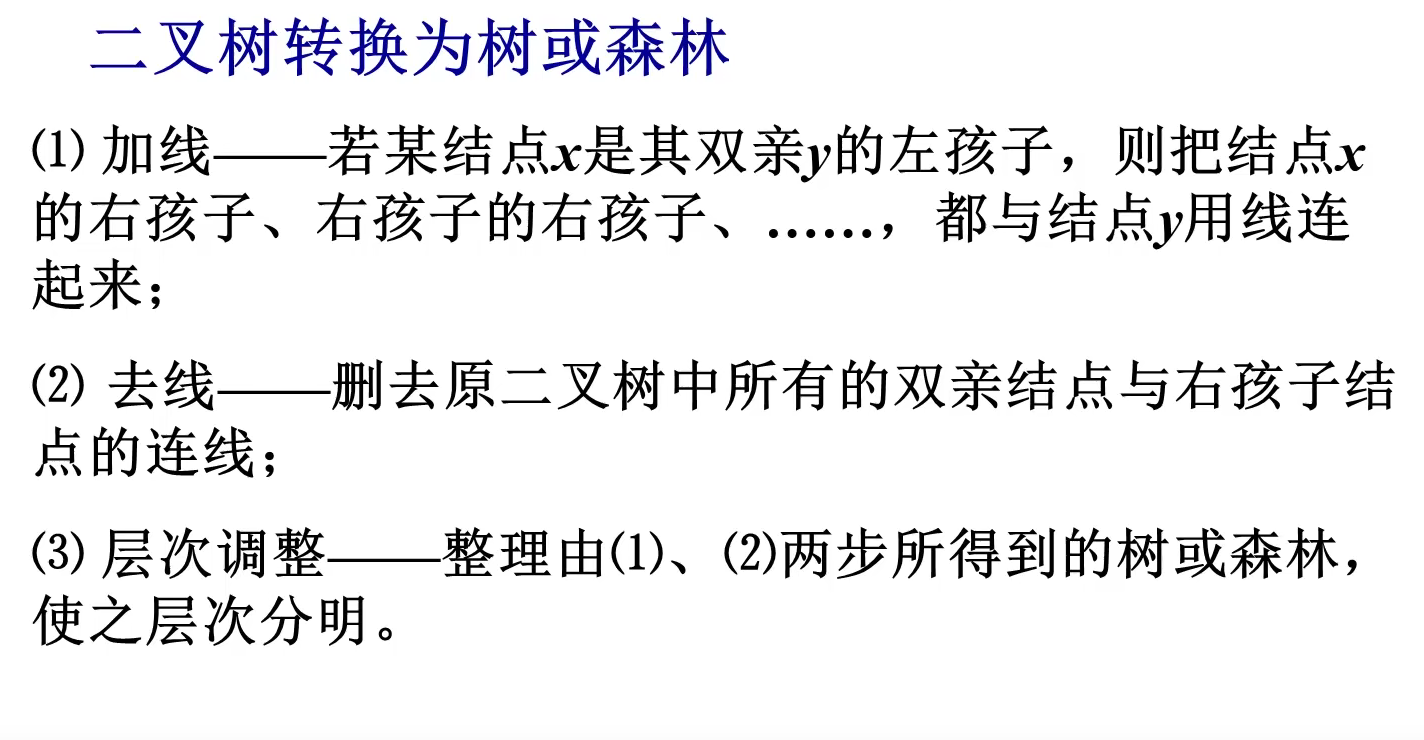 二叉树转换为树或森林
⑴ 加线——若某结点x是其双亲y的左孩子，则把结点x
的右孩子、右孩子的右孩子、……，都与结点y用线连
起来；
⑵ 去线——删去原二叉树中所有的双亲结点与右孩子结
点的连线；
⑶ 层次调整——整理由⑴、⑵两步所得到的树或森林，
使之层次分明。